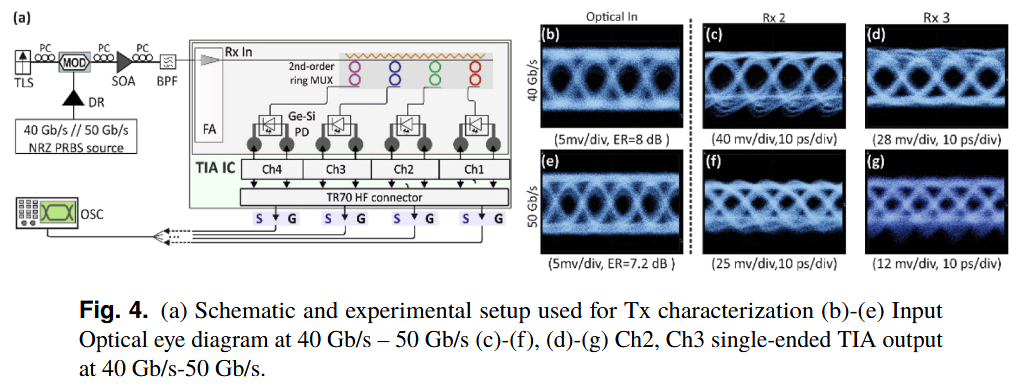 (a)
Optical In
Rx 2
Rx 3
PC
PC
PC
Rx In
(b)
(c)
(d)
MOD
2nd-order
ring MUX
TLS
SOA
BPF
40 Gb/s
DR
Ge-Si
PD
40 Gb/s // 50 Gb/s
NRZ PRBS source
FA
(5mv/div, ER=8 dB )
(40 mv/div,10 ps/div)
(28 mv/div, 10 ps/div)
TIA IC
Ch4
Ch3
Ch2
Ch1
(e)
(f)
(g)
TR70 HF connector
50 Gb/s
OSC
S G
S G
S G
S G
(5mv/div, ER=7.2 dB )
(25 mv/div,10 ps/div)
(12 mv/div, 10 ps/div)
Fig. 4. (a) Schematic and experimental setup used for Tx characterization (b)-(e) Input
Optical eye diagram at 40 Gb/s – 50 Gb/s (c)-(f), (d)-(g) Ch2, Ch3 single-ended TIA output
at 40 Gb/s-50 Gb/s.